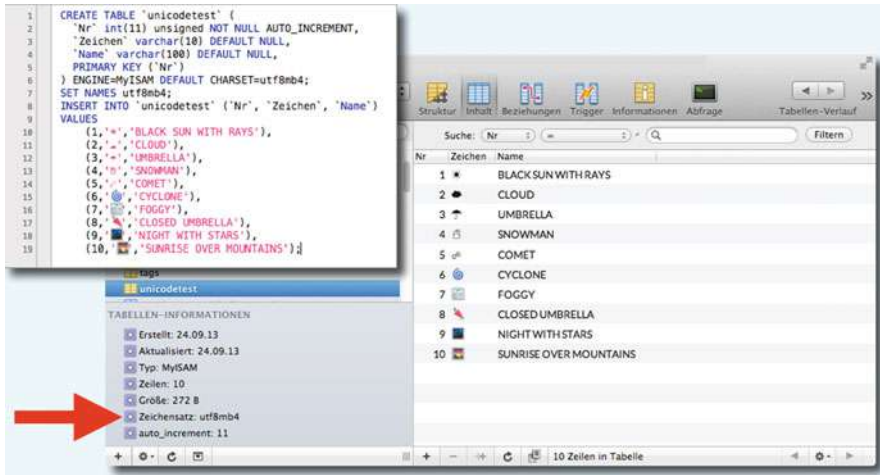 1 CREATE TABLE `unicodetest` (
2 `Nr` int(11) unsigned NOT NULL AUTO_INCREMENT,
3 `Zeichen` varchar(10) DEFAULT NULL,
4 `Name` varchar(100) DEFAULT NULL,
5 PRIMARY KEY (`Nr`)
6 ) ENGINE=MyISAM DEFAULT CHARSET=utf8mb4;
7 SET NAMES utf8mb4;
8 INSERT INTO `unicodetest` (`Nr`, `Zeichen`, `Name`)
9 VALUES
10 (1,'☀','BLACK SUN WITH RAYS'),
11 (2,'☁','CLOUD'),
12 (3,'☂','UMBRELLA'),
13 (4,'☃','SNOWMAN'),
14 (5,'☄','COMET'),
15 (6,'🌀','CYCLONE'),
16 (7,'🌁','FOGGY'),
17 (8,'🌂','CLOSED UMBRELLA'),
18 (9,'🌃','NIGHT WITH STARS'),
19 (10,'🌄','SUNRISE OVER MOUNTAINS');
Struktur Inhalt Beziehungen Trigger Informationen Abfrage Tabellen-Verlauf
Suche: Nr = Filtern
Nr Zeichen Name
1 ☀ BLACK SUN WITH RAYS
2 ☁ CLOUD
3 ☂ UMBRELLA
4 ☃ SNOWMAN
5 ☄ COMET
6 🌀 CYCLONE
7 🌁 FOGGY
8 🌂 CLOSED UMBRELLA
9 🌃 NIGHT WITH STARS
10 🌄 SUNRISE OVER MOUNTAINS
tags
unicodetest
TABELLEN-INFORMATIONEN
Erstellt: 24.09.13
Aktualisiert: 24.09.13
Typ: MyISAM
Zeilen: 10
Größe: 272 B
Zeichensatz: utf8mb4
auto_increment: 11
10 Zeilen in Tabelle